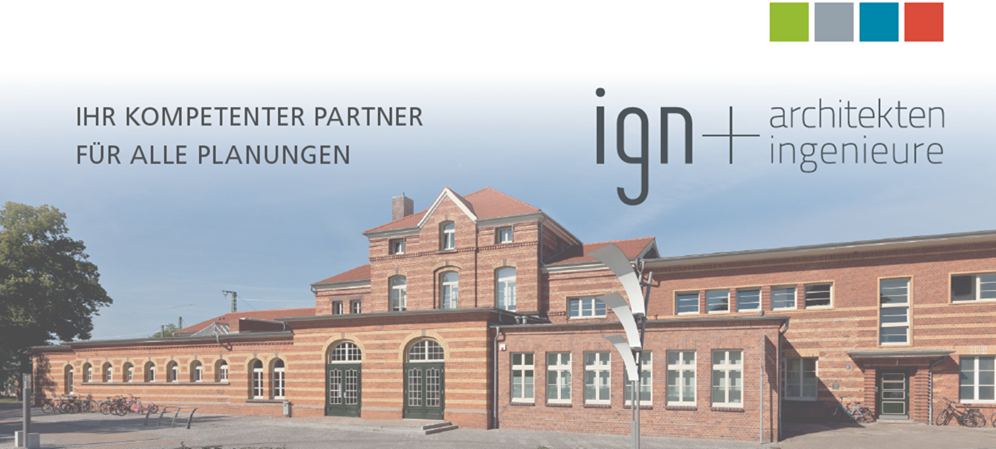 IHR KOMPETENTER PARTNER
FÜR ALLE PLANUNGEN
ign+ architekten
ingenieure